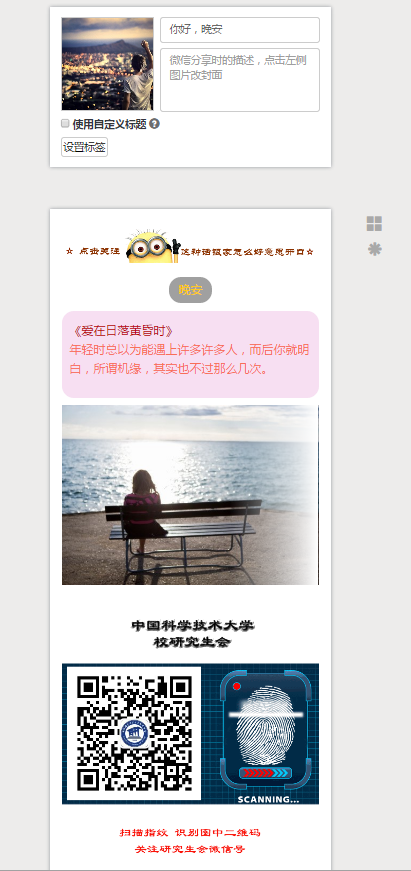 你好，晚安
微信分享时的描述，点击左侧
图片改封面
使用自定义标题 ?
设置标签
☆ 点击关注 这种话俺家怎么好意思开口☆
晚安
《爱在日落黄昏时》
年轻时总以为能遇上许多许多人，而后你就明
白，所谓机缘，其实也不过那么几次。
中国科学技术大学
校研究生会
SCANNING...
扫描指纹 识别图中二维码
关注研究生会微信号